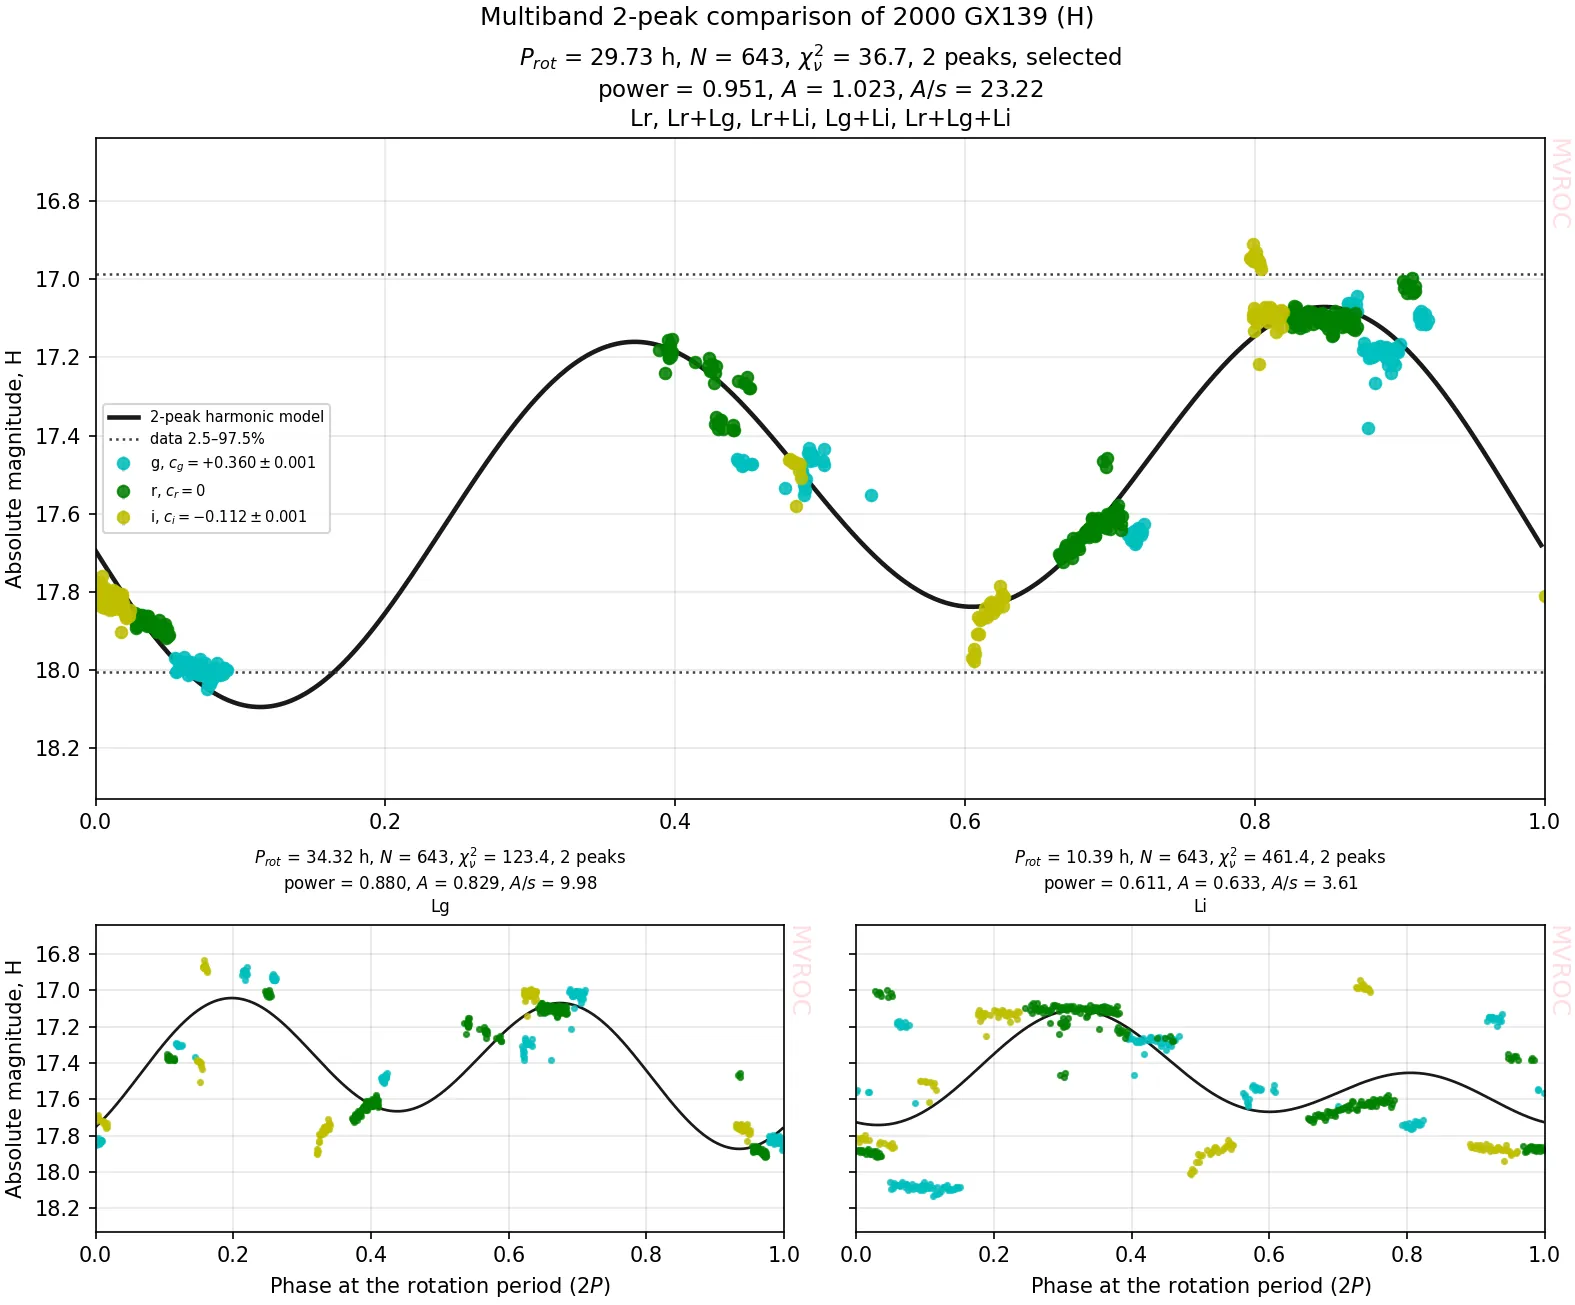 Multiband 2-peak comparison of 2000 GX139 (H)
P_rot = 29.73 h, N = 643, χ²_ν = 36.7, 2 peaks, selected
power = 0.951, A = 1.023, A/s = 23.22
Lr, Lr+Lg, Lr+Li, Lg+Li, Lr+Lg+Li
MVROC
Absolute magnitude, H
16.8
17.0
17.2
17.4
17.6
17.8
18.0
18.2
2-peak harmonic model
data 2.5–97.5%
g, c_g = +0.360 ± 0.001
r, c_r = 0
i, c_i = −0.112 ± 0.001
0.0 0.2 0.4 0.6 0.8 1.0
P_rot = 34.32 h, N = 643, χ²_ν = 123.4, 2 peaks
power = 0.880, A = 0.829, A/s = 9.98
Lg
MVROC
Absolute magnitude, H
16.8
17.0
17.2
17.4
17.6
17.8
18.0
18.2
0.0 0.2 0.4 0.6 0.8 1.0
Phase at the rotation period (2P)
P_rot = 10.39 h, N = 643, χ²_ν = 461.4, 2 peaks
power = 0.611, A = 0.633, A/s = 3.61
Li
MVROC
0.0 0.2 0.4 0.6 0.8 1.0
Phase at the rotation period (2P)